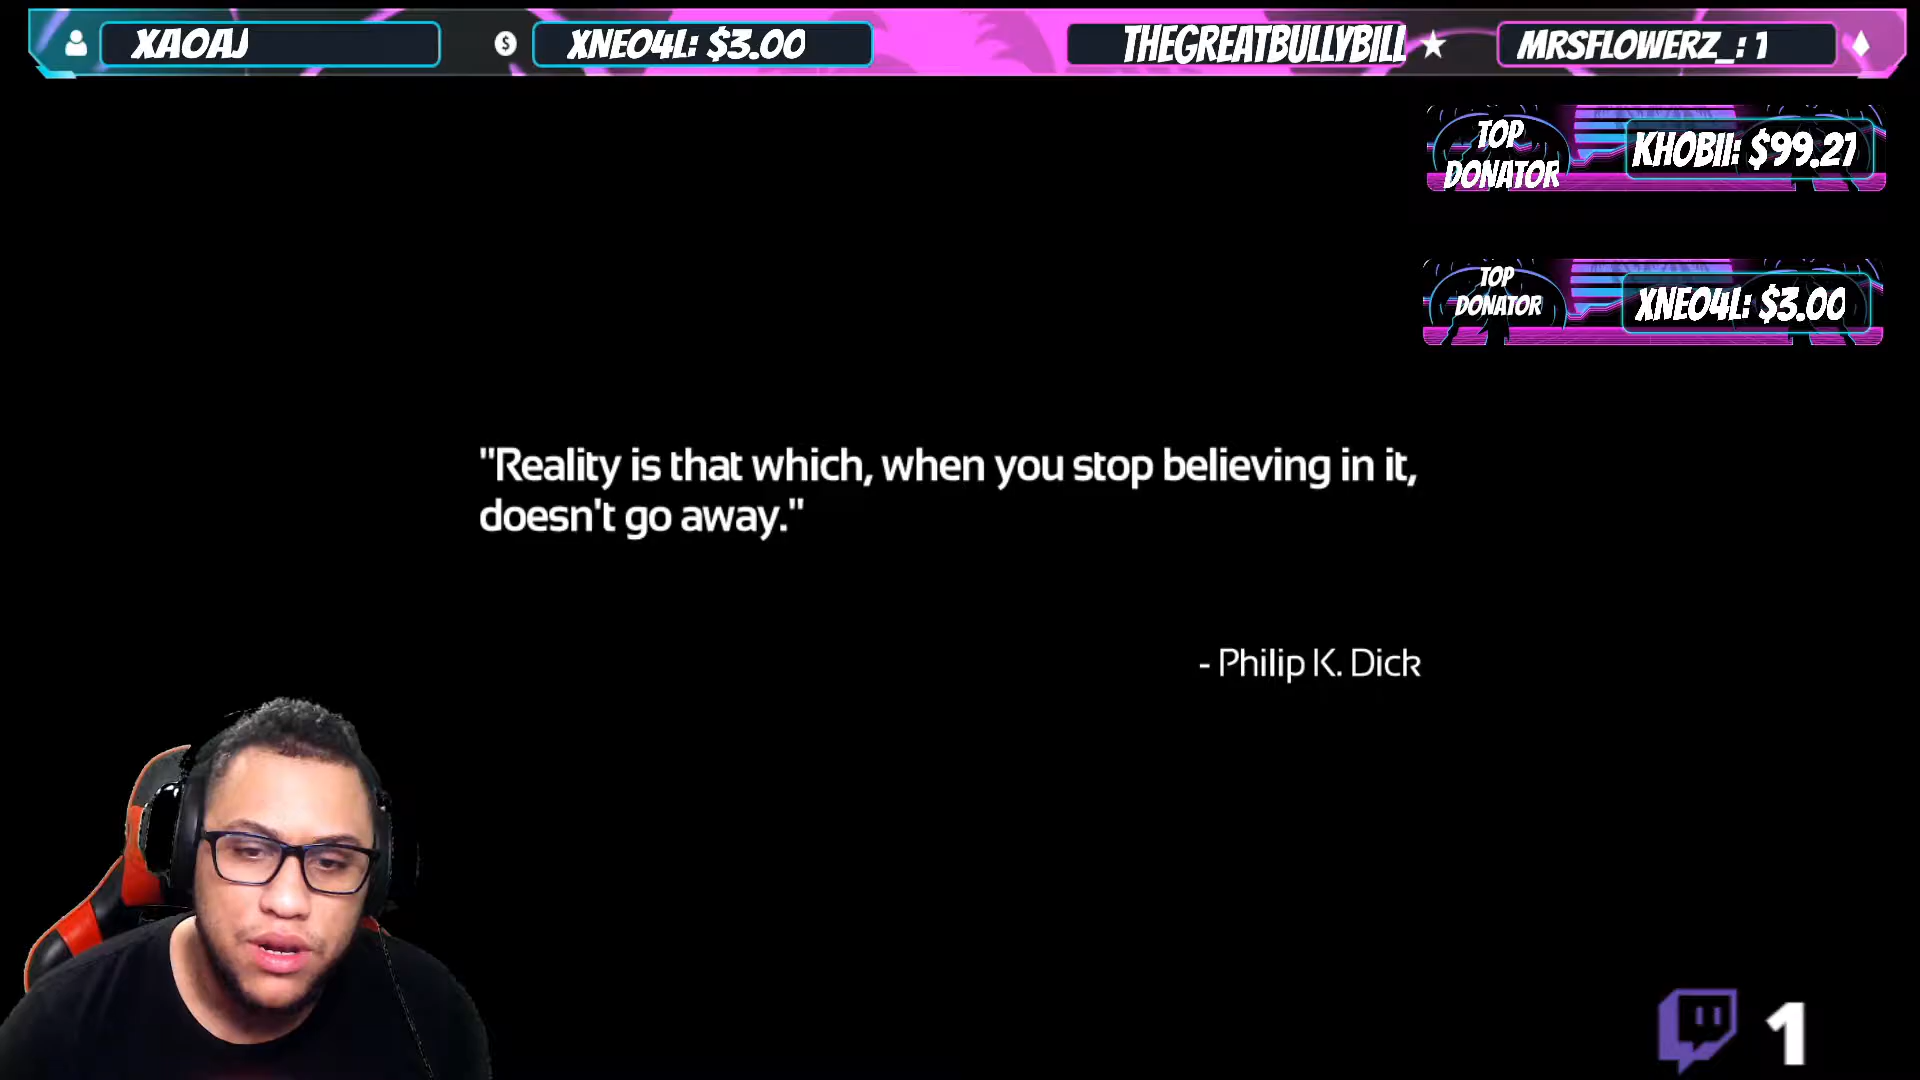 XAOAJ
XNEO4L: $3.00
THEGREATBULLYBILL
MRSFLOWERZ_: 1
TOP
DONATOR
KHOBII: $99.27
TOP
DONATOR
XNEO4L: $3.00
"Reality is that which, when you stop believing in it,
doesn't go away."
- Philip K. Dick
1